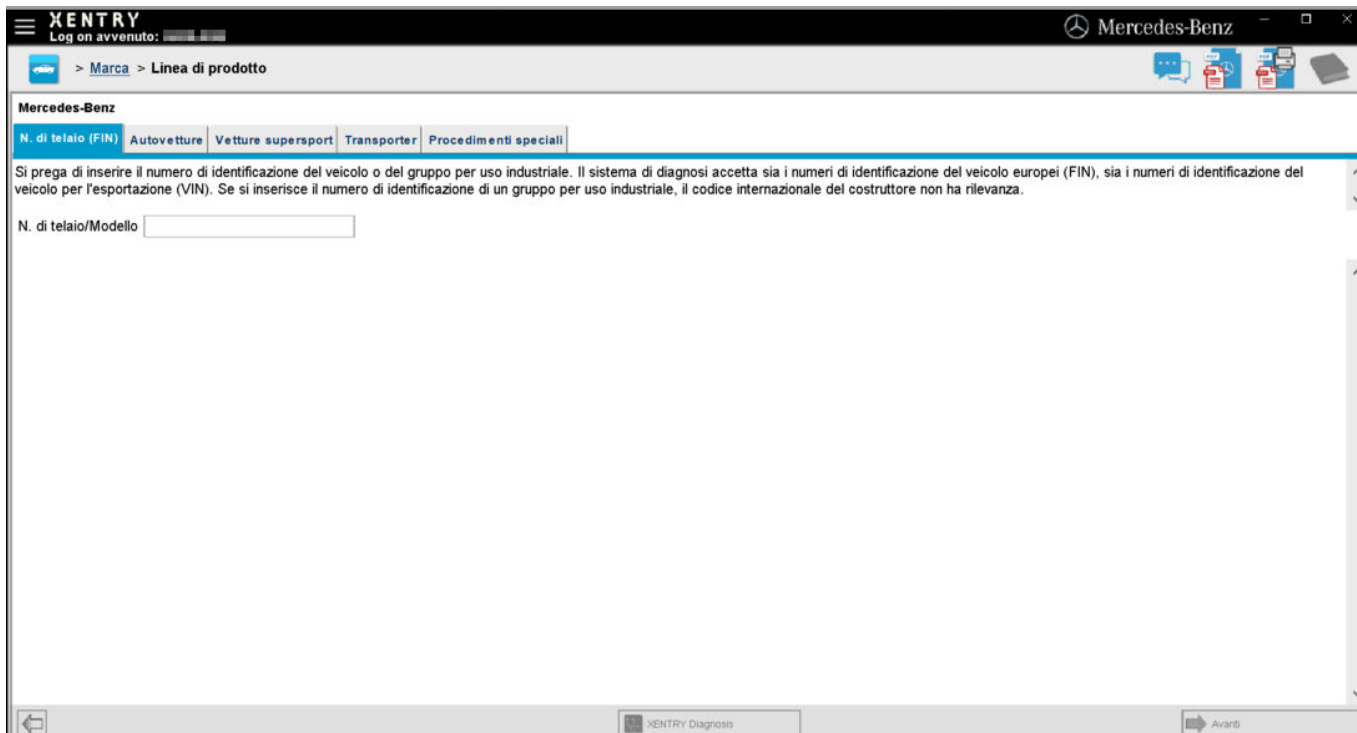 XENTRY
Log on avvenuto:
Mercedes-Benz
> Marca > Linea di prodotto
Mercedes-Benz
N. di telaio (FIN) Autovetture Vetture supersport Transporter Procedimenti speciali
Si prega di inserire il numero di identificazione del veicolo o del gruppo per uso industriale. Il sistema di diagnosi accetta sia i numeri di identificazione del veicolo europei (FIN), sia i numeri di identificazione del
veicolo per l'esportazione (VIN). Se si inserisce il numero di identificazione di un gruppo per uso industriale, il codice internazionale del costruttore non ha rilevanza.
N. di telaio/Modello
XENTRY Diagnosis
Avanti